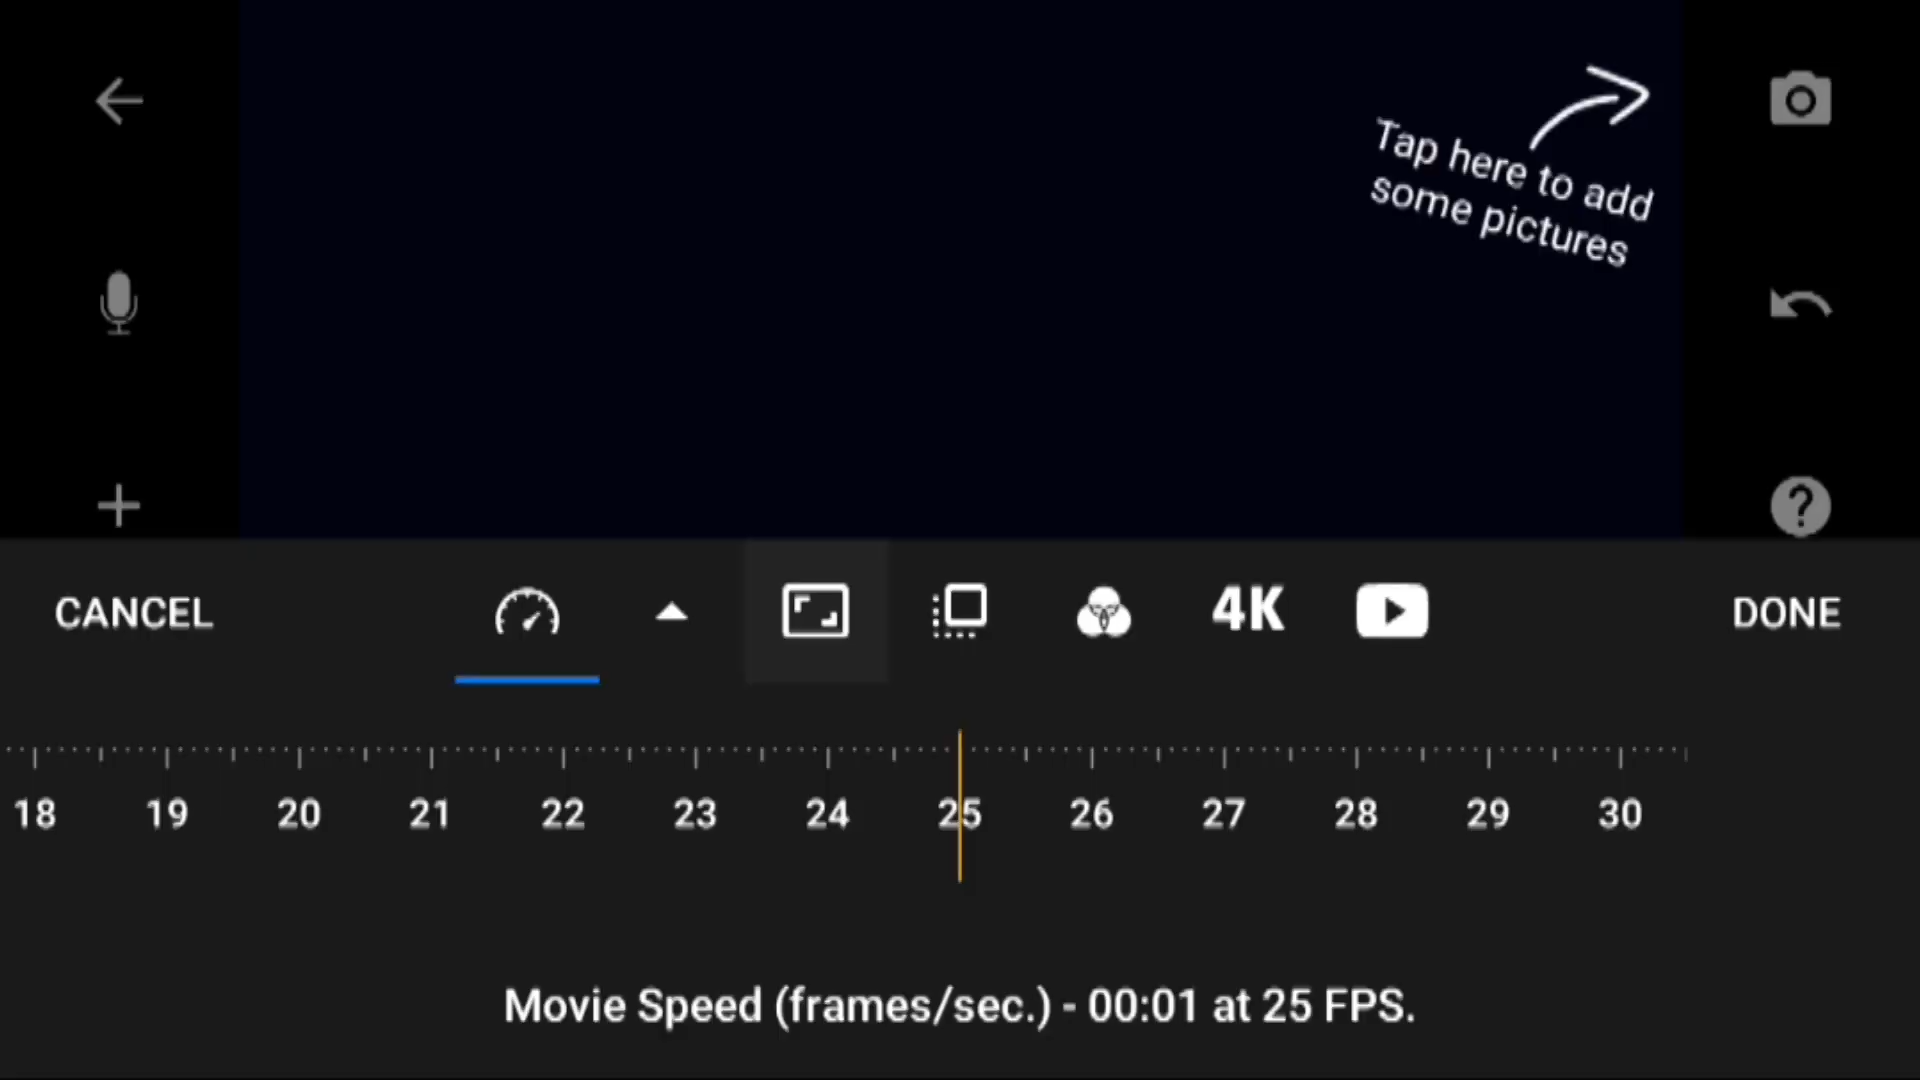 Tap here to add
some pictures
CANCEL
4K
DONE
18 19 20 21 22 23 24 25 26 27 28 29 30
Movie Speed (frames/sec.) - 00:01 at 25 FPS.